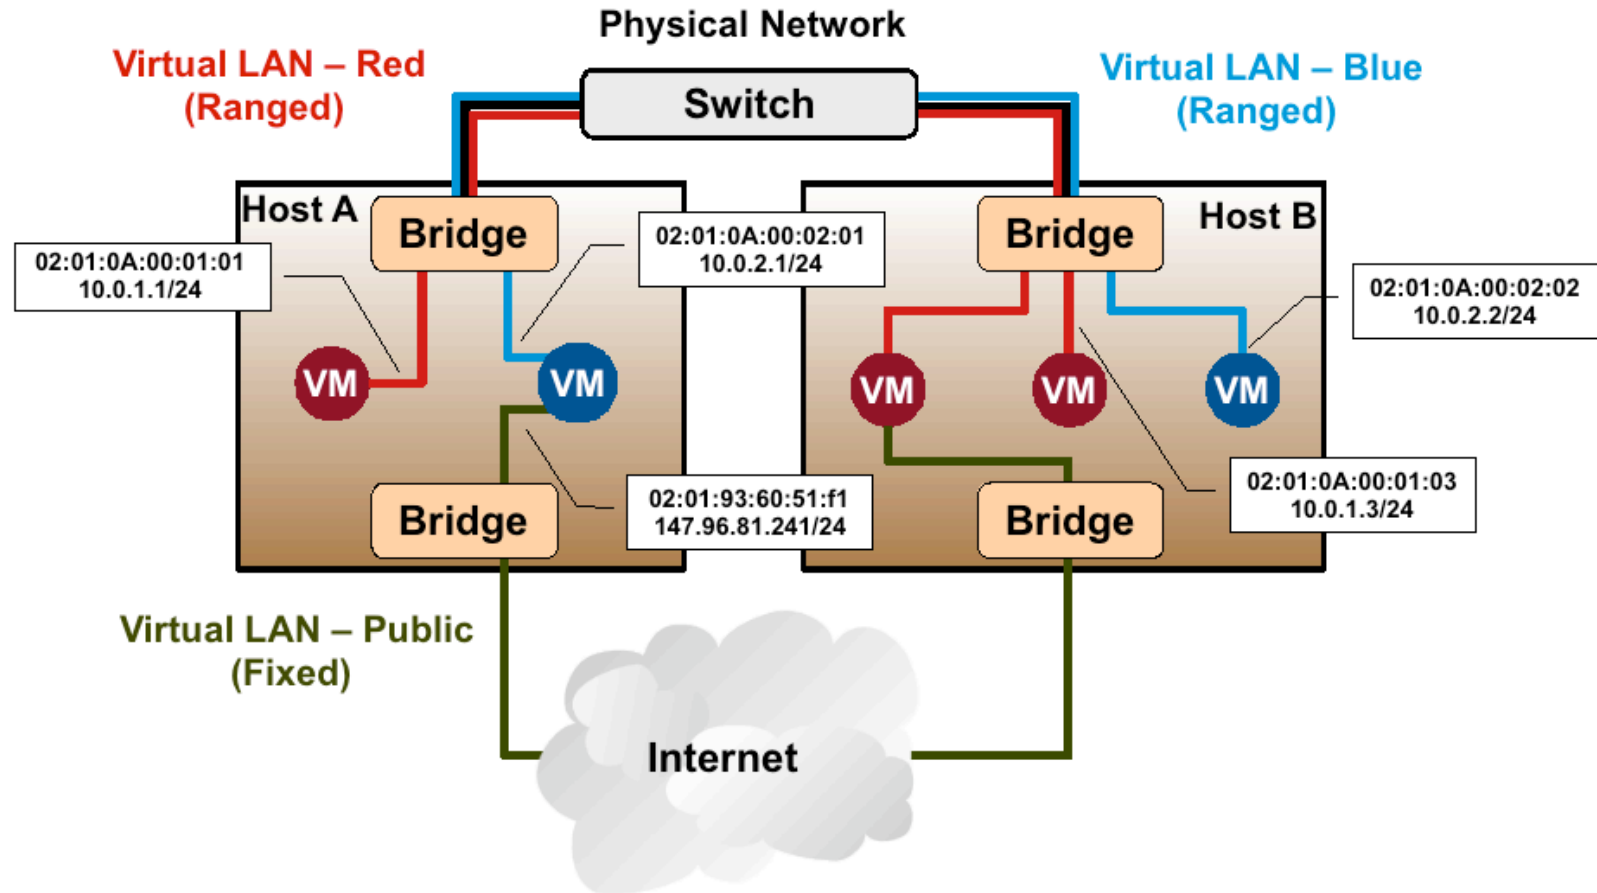 Physical Network
Virtual LAN – Red
(Ranged)
Switch
Virtual LAN – Blue
(Ranged)
Host A
Bridge
02:01:0A:00:01:01
10.0.1.1/24
02:01:0A:00:02:01
10.0.2.1/24
Bridge
Host B
02:01:0A:00:02:02
10.0.2.2/24
VM
VM
VM
VM
VM
Bridge
02:01:93:60:51:f1
147.96.81.241/24
Bridge
02:01:0A:00:01:03
10.0.1.3/24
Virtual LAN – Public
(Fixed)
Internet